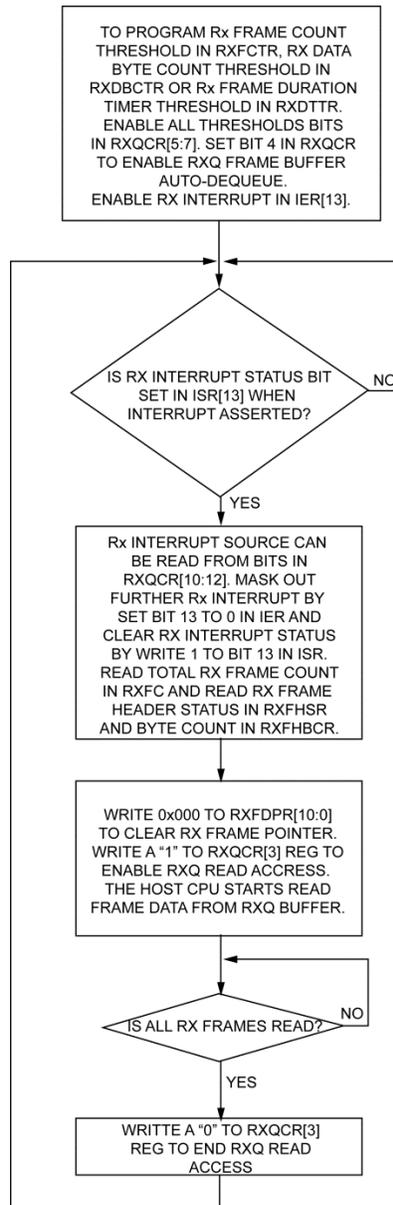 TO PROGRAM Rx FRAME COUNT
THRESHOLD IN RXFCTR, RX DATA
BYTE COUNT THRESHOLD IN
RXDBCTR OR Rx FRAME DURATION
TIMER THRESHOLD IN RXDTTR.
ENABLE ALL THRESHOLDS BITS
IN RXQCR[5:7]. SET BIT 4 IN RXQCR
TO ENABLE RXQ FRAME BUFFER
AUTO-DEQUEUE.
ENABLE RX INTERRUPT IN IER[13].
IS RX INTERRUPT STATUS BIT
SET IN ISR[13] WHEN
INTERRUPT ASSERTED?
NO
YES
Rx INTERRUPT SOURCE CAN
BE READ FROM BITS IN
RXQCR[10:12]. MASK OUT
FURTHER Rx INTERRUPT BY
SET BIT 13 TO 0 IN IER AND
CLEAR RX INTERRUPT STATUS
BY WRITE 1 TO BIT 13 IN ISR.
READ TOTAL RX FRAME COUNT
IN RXFC AND READ RX FRAME
HEADER STATUS IN RXFHSR
AND BYTE COUNT IN RXFHBCR.
WRITE 0x000 TO RXFDPR[10:0]
TO CLEAR RX FRAME POINTER.
WRITE A “1” TO RXQCR[3] REG TO
ENABLE RXQ READ ACCRESS.
THE HOST CPU STARTS READ
FRAME DATA FROM RXQ BUFFER.
IS ALL RX FRAMES READ?
NO
YES
WRITTE A “0” TO RXQCR[3]
REG TO END RXQ READ
ACCESS